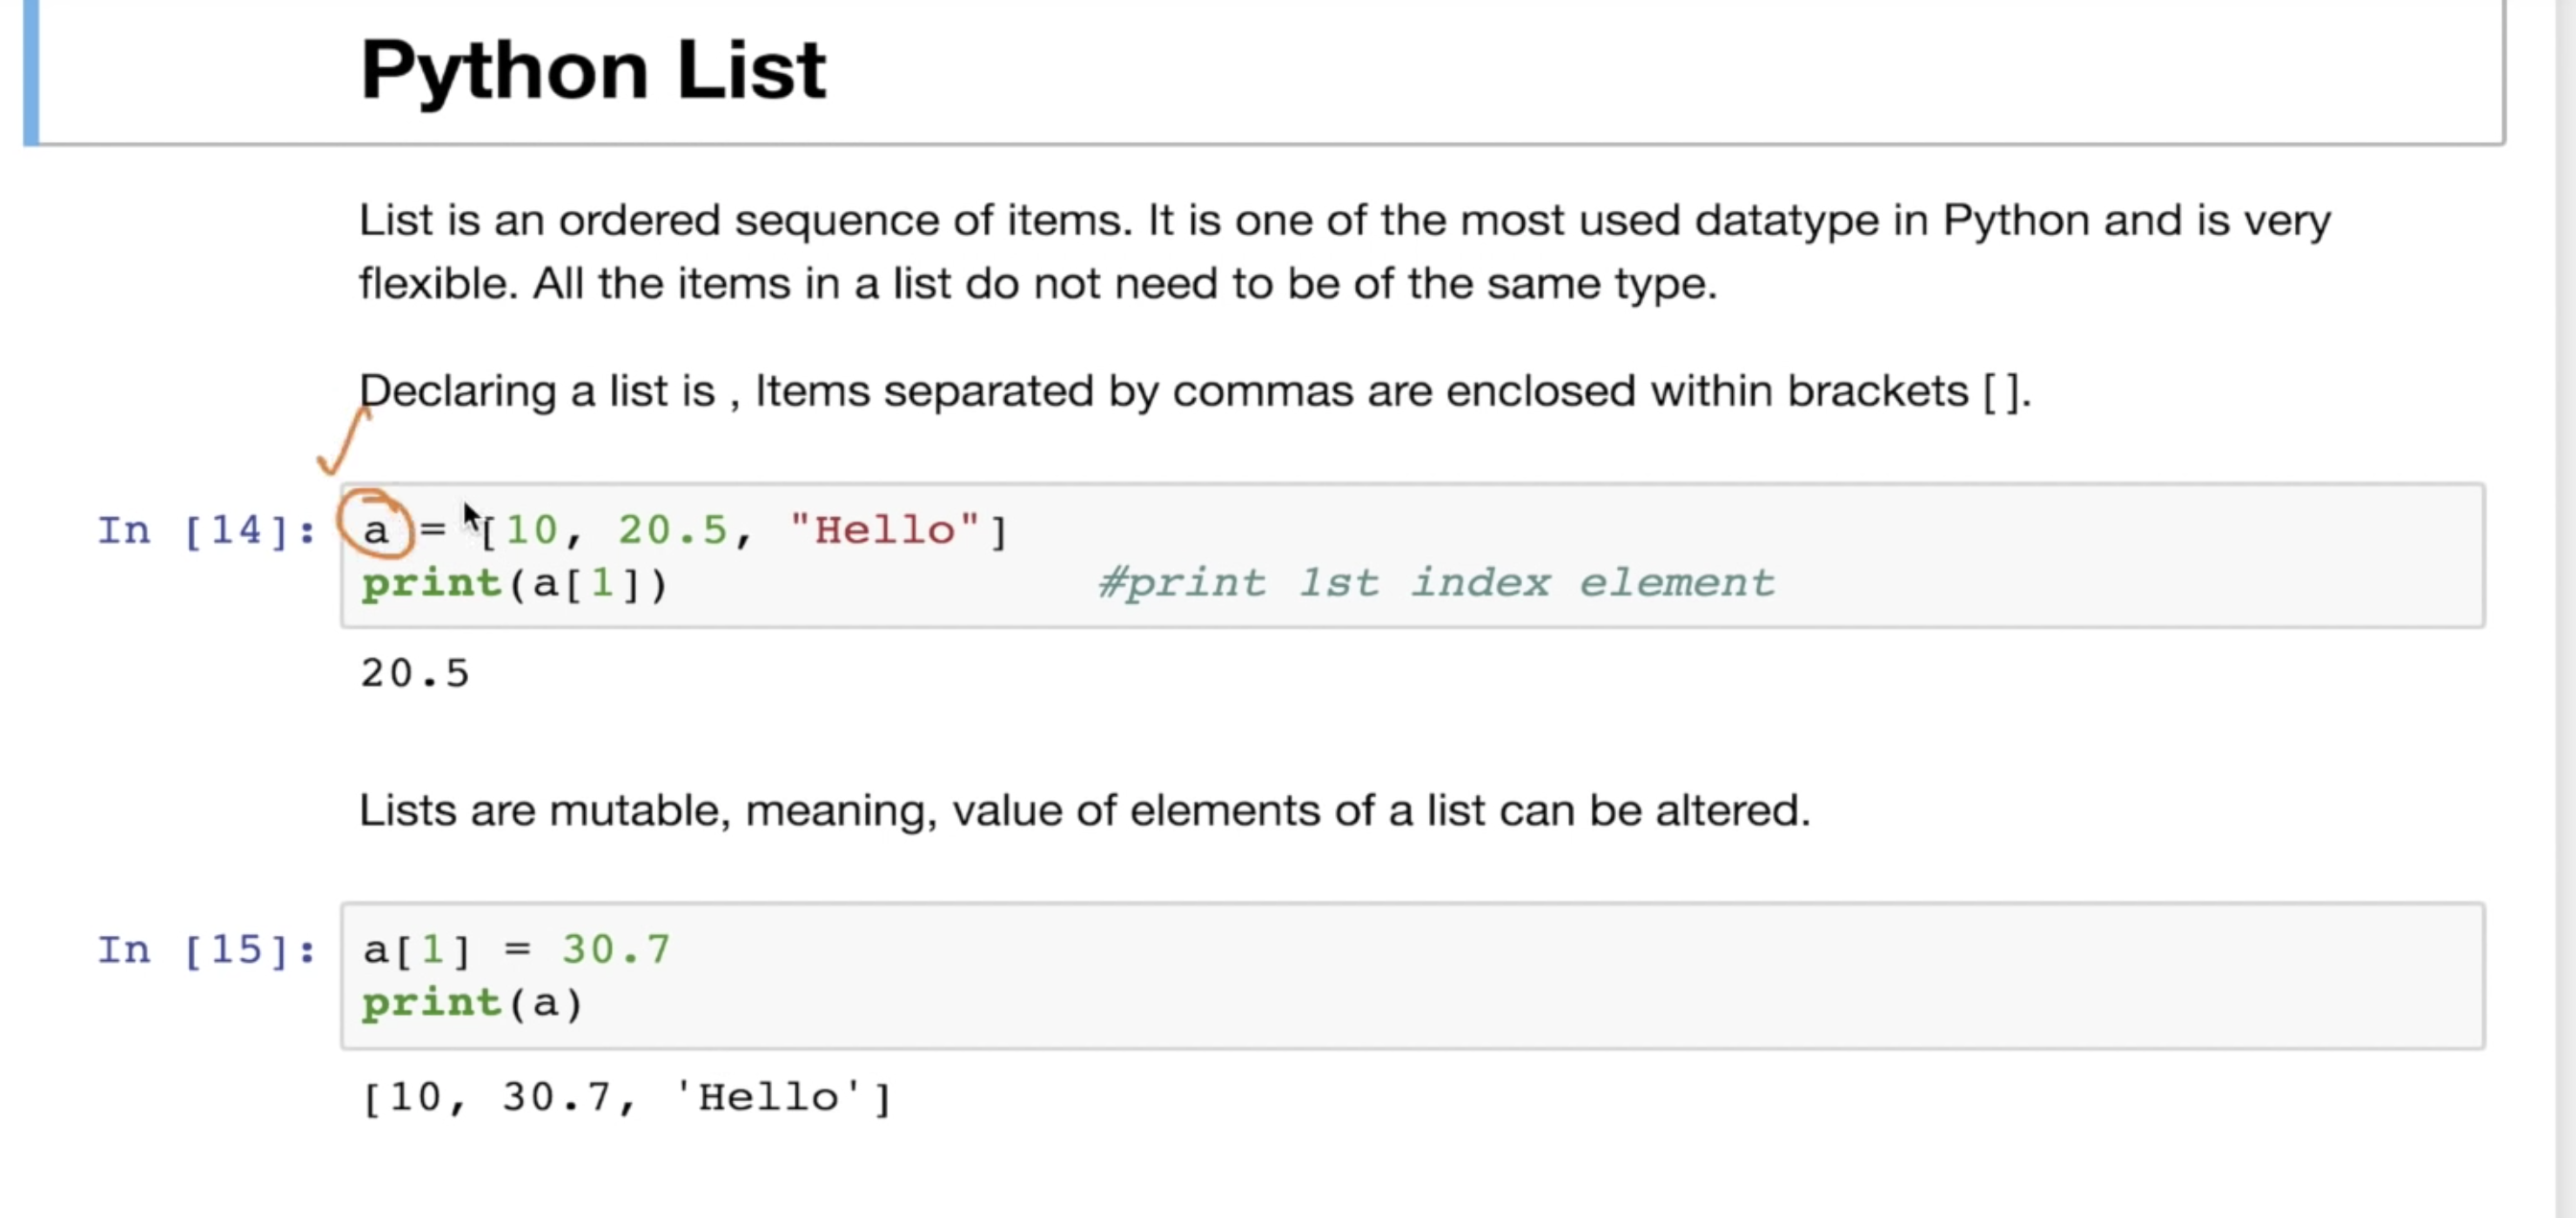 Python List
List is an ordered sequence of items. It is one of the most used datatype in Python and is very
flexible. All the items in a list do not need to be of the same type.
Declaring a list is , Items separated by commas are enclosed within brackets [ ].
In [14]: a = [10, 20.5, "Hello"]
print(a[1]) #print 1st index element
20.5
Lists are mutable, meaning, value of elements of a list can be altered.
In [15]: a[1] = 30.7
print(a)
[10, 30.7, 'Hello']